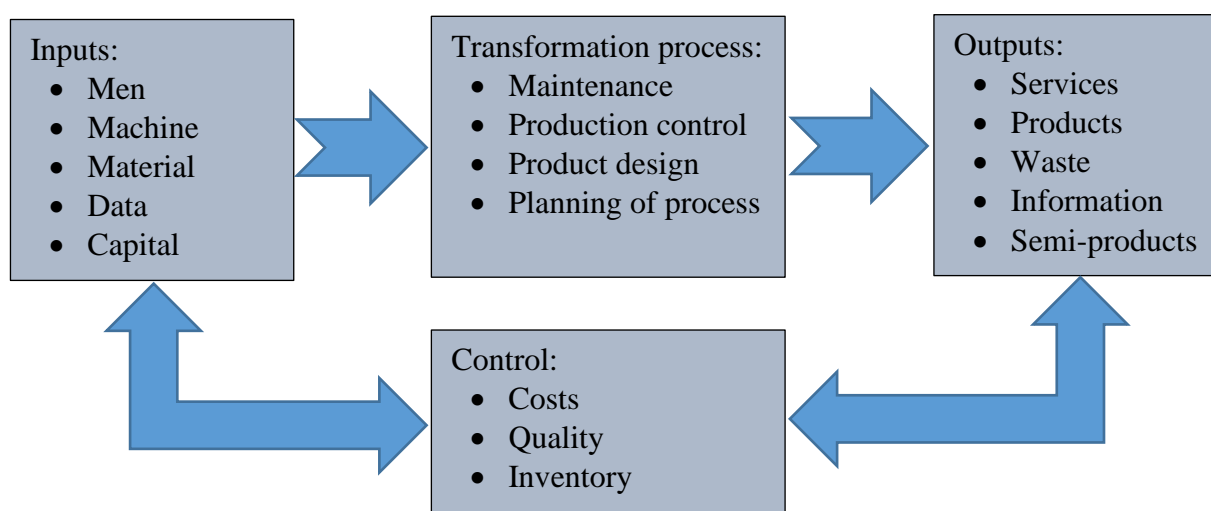 Inputs:
• Men
• Machine
• Material
• Data
• Capital
Transformation process:
• Maintenance
• Production control
• Product design
• Planning of process
Outputs:
• Services
• Products
• Waste
• Information
• Semi-products
Control:
• Costs
• Quality
• Inventory